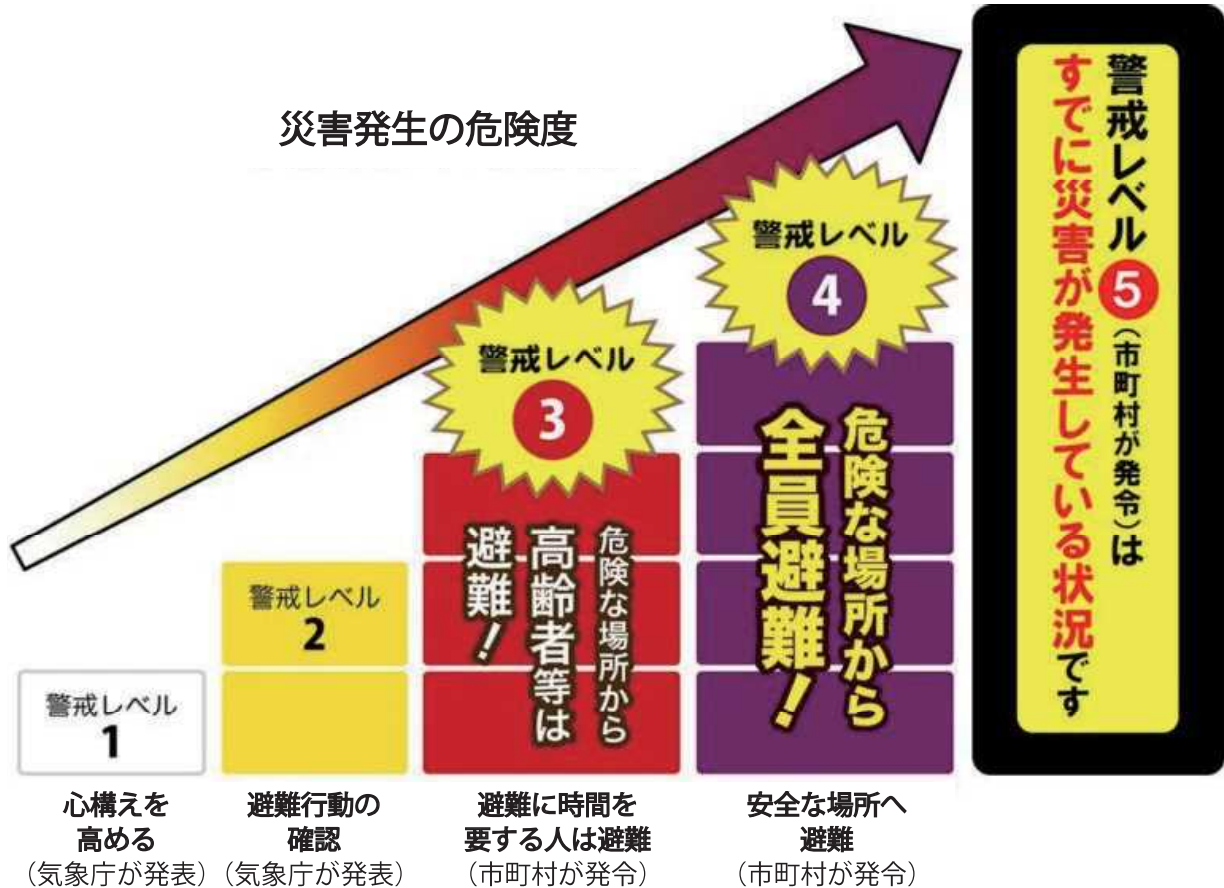 災害発生の危険度
警戒レベル
1
心構えを
高める
（気象庁が発表）
警戒レベル
2
避難行動の
確認
（気象庁が発表）
警戒レベル
3
危険な場所から
高齢者等は
避難！
避難に時間を
要する人は避難
（市町村が発令）
警戒レベル
4
危険な場所から
全員避難！
安全な場所へ
避難
（市町村が発令）
警戒レベル5（市町村が発令）は
すでに災害が発生している状況です